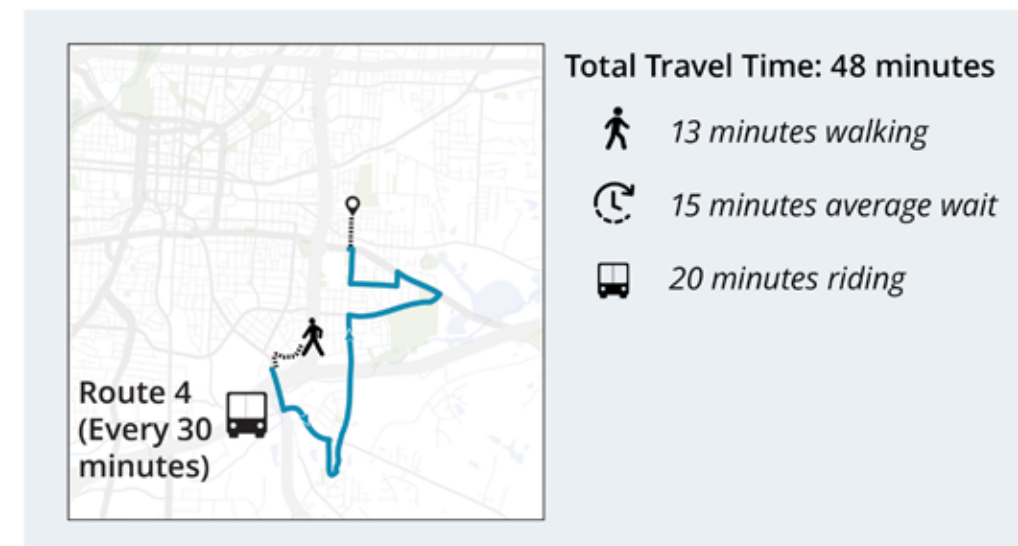 Total Travel Time: 48 minutes
13 minutes walking
15 minutes average wait
20 minutes riding
Route 4
(Every 30
minutes)